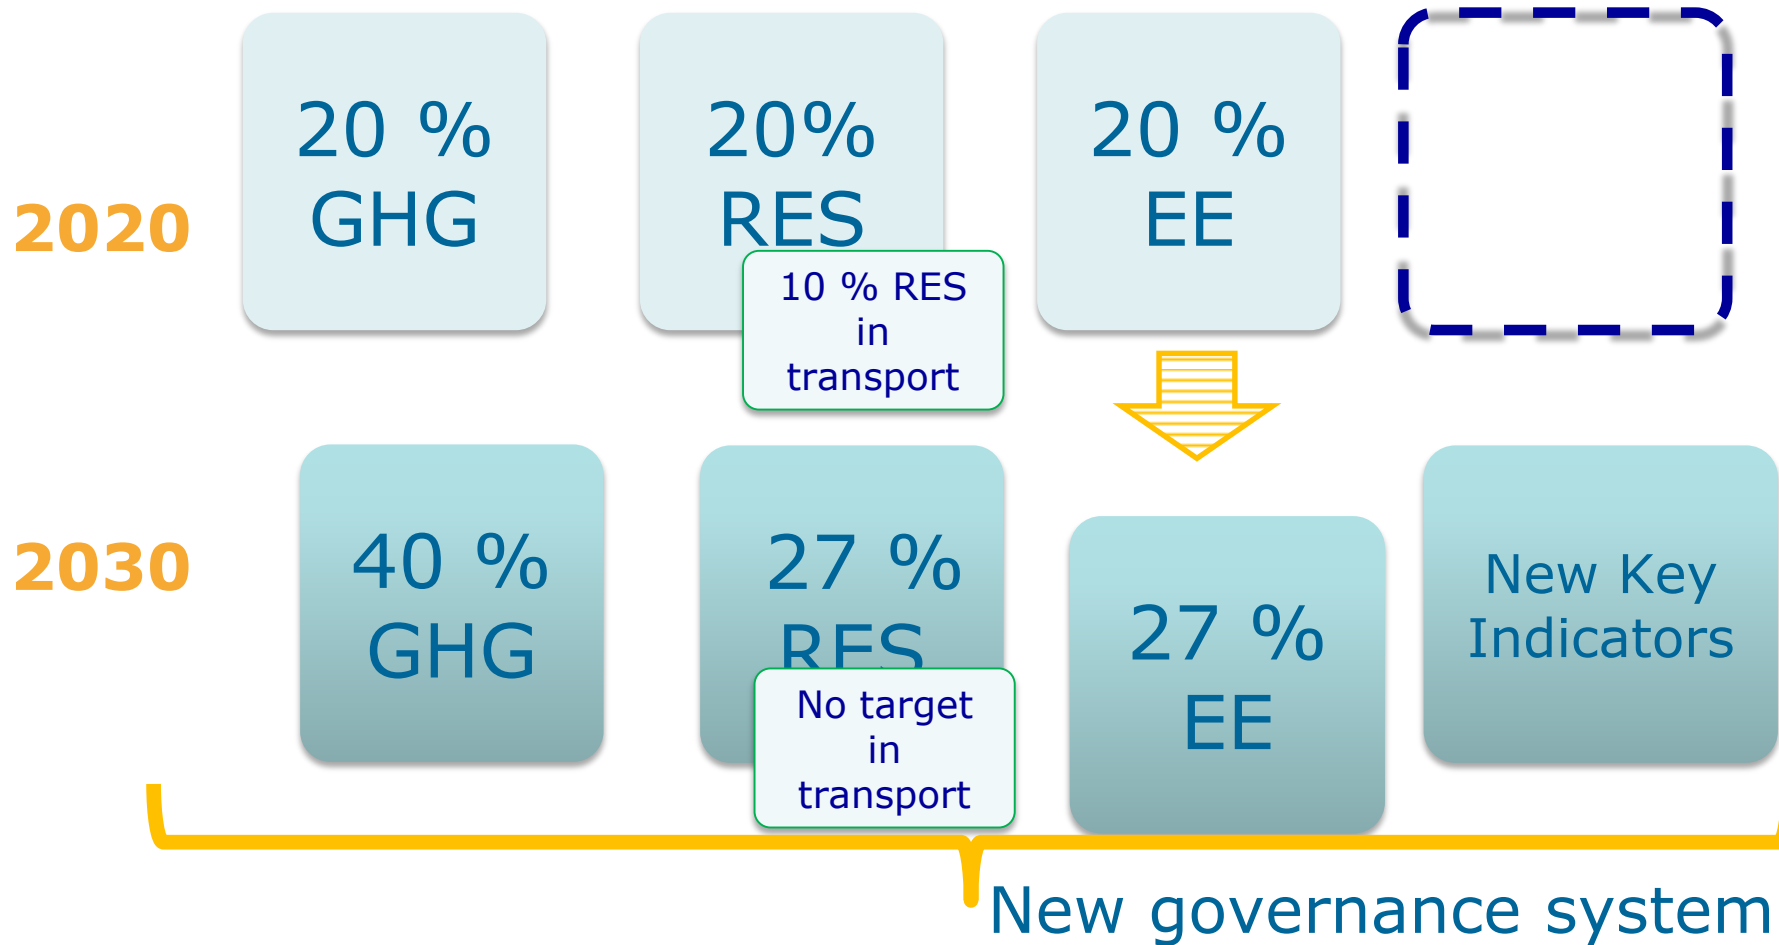 2020
20 %
GHG
20%
RES
10 % RES
in
transport
20 %
EE
2030
40 %
GHG
27 %
RES
No target
in
transport
27 %
EE
New Key
Indicators
New governance system